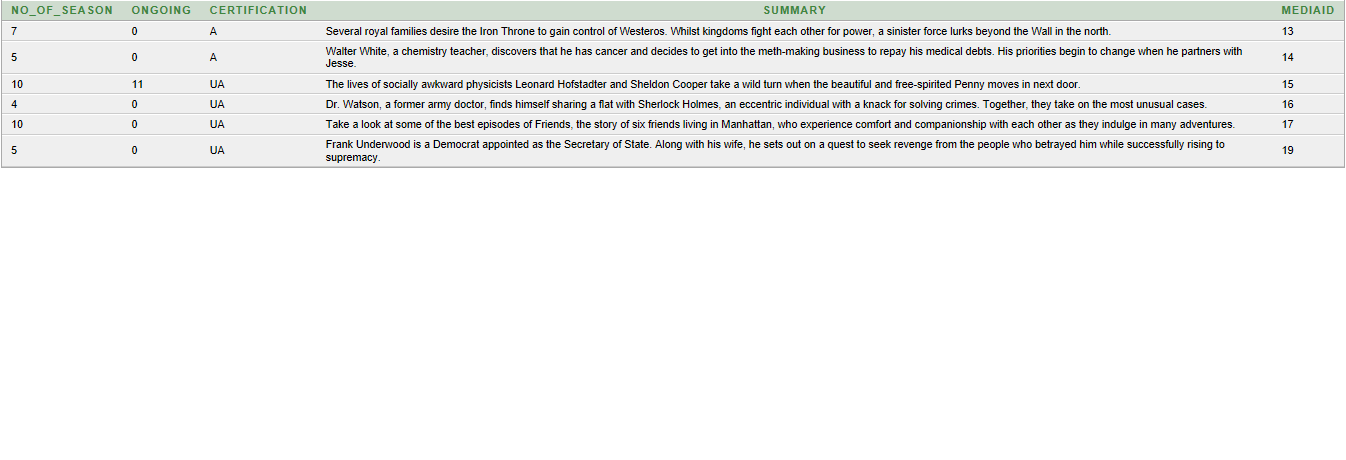 NO_OF_SEASON ONGOING CERTIFICATION SUMMARY MEDIAID
7 0 A Several royal families desire the Iron Throne to gain control of Westeros. Whilst kingdoms fight each other for power, a sinister force lurks beyond the Wall in the north. 13
5 0 A Walter White, a chemistry teacher, discovers that he has cancer and decides to get into the meth-making business to repay his medical debts. His priorities begin to change when he partners with
Jesse. 14
10 11 UA The lives of socially awkward physicists Leonard Hofstadter and Sheldon Cooper take a wild turn when the beautiful and free-spirited Penny moves in next door. 15
4 0 UA Dr. Watson, a former army doctor, finds himself sharing a flat with Sherlock Holmes, an eccentric individual with a knack for solving crimes. Together, they take on the most unusual cases. 16
10 0 UA Take a look at some of the best episodes of Friends, the story of six friends living in Manhattan, who experience comfort and companionship with each other as they indulge in many adventures. 17
5 0 UA Frank Underwood is a Democrat appointed as the Secretary of State. Along with his wife, he sets out on a quest to seek revenge from the people who betrayed him while successfully rising to
supremacy. 19